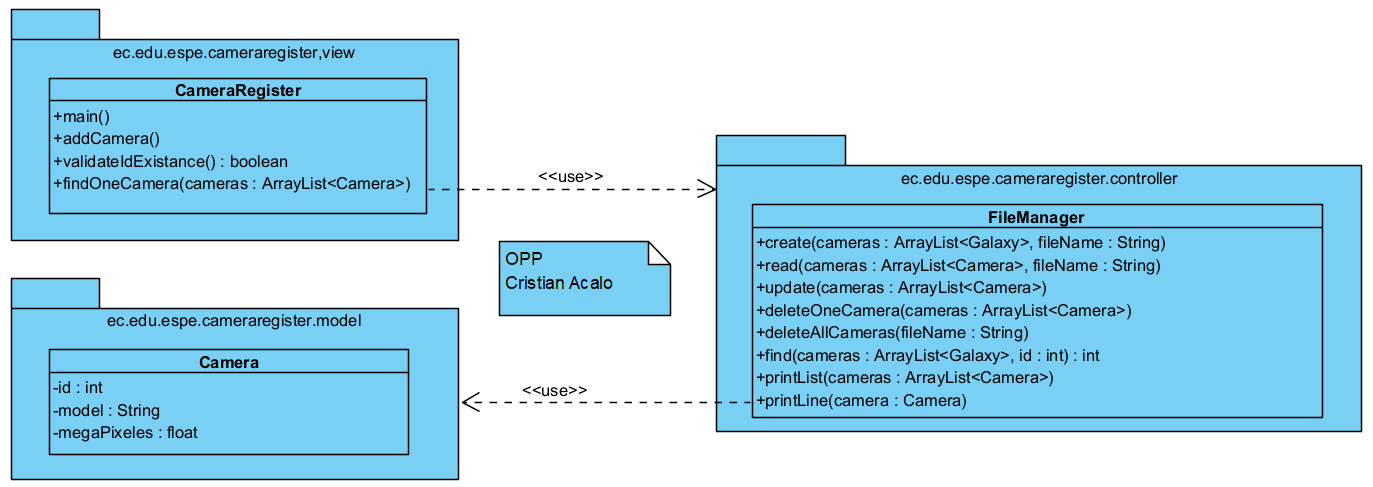 ec.edu.espe.cameraregister,view
CameraRegister
+main()
+addCamera()
+validateIdExistance() : boolean
+findOneCamera(cameras : ArrayList<Camera>)
<<use>>
ec.edu.espe.cameraregister.controller
FileManager
+create(cameras : ArrayList<Galaxy>, fileName : String)
+read(cameras : ArrayList<Camera>, fileName : String)
+update(cameras : ArrayList<Camera>)
+deleteOneCamera(cameras : ArrayList<Camera>)
+deleteAllCameras(fileName : String)
+find(cameras : ArrayList<Galaxy>, id : int) : int
+printList(cameras : ArrayList<Camera>)
+printLine(camera : Camera)
OPP
Cristian Acalo
ec.edu.espe.cameraregister.model
Camera
-id : int
-model : String
-megaPixeles : float
<<use>>